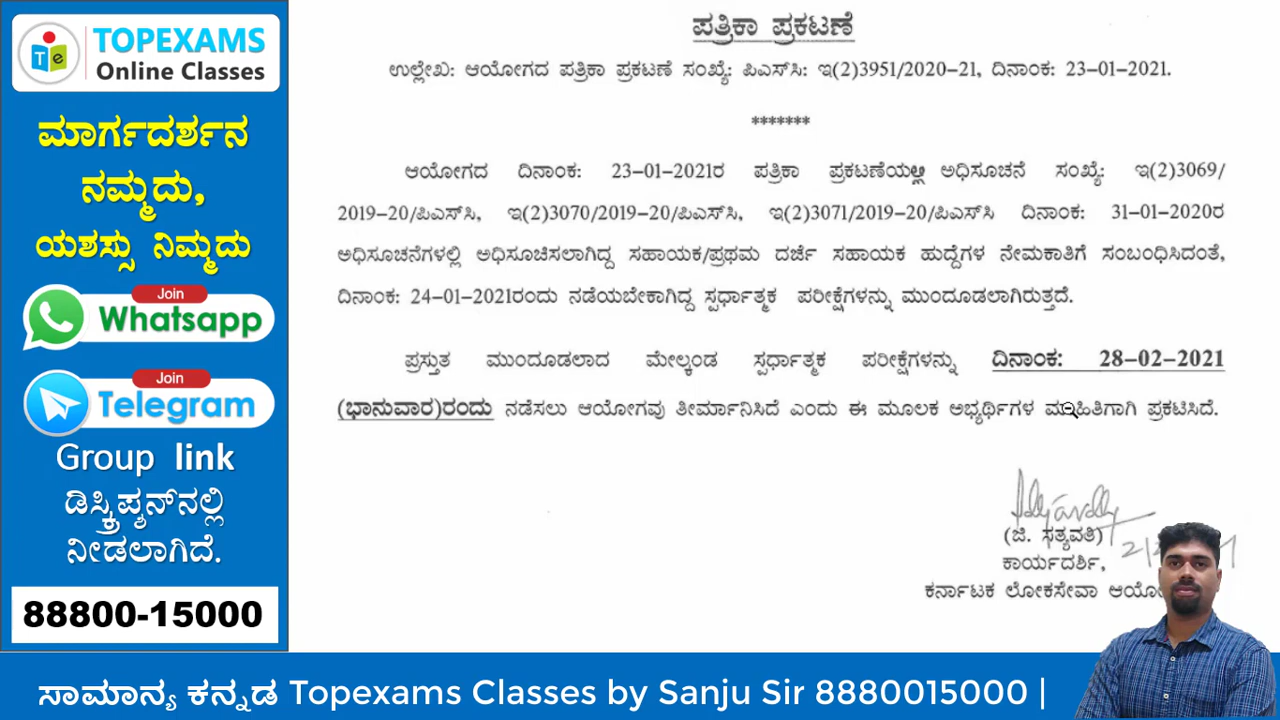 Te
TOPEXAMS
Online Classes
ಮಾರ್ಗದರ್ಶನ
ನಮ್ಮದು,
ಯಶಸ್ಸು ನಿಮ್ಮದು
Join
Whatsapp
Join
Telegram
Group link
ಡಿಸ್ಕ್ರಿಪ್ಶನ್‌ನಲ್ಲಿ
ನೀಡಲಾಗಿದೆ.
88800-15000
ಪತ್ರಿಕಾ ಪ್ರಕಟಣೆ
ಉಲ್ಲೇಖ: ಆಯೋಗದ ಪತ್ರಿಕಾ ಪ್ರಕಟಣೆ ಸಂಖ್ಯೆ: ಪಿಎಸ್‌ಸಿ: ಇ(2)3951/2020-21, ದಿನಾಂಕ: 23-01-2021.
*******
ಆಯೋಗದ ದಿನಾಂಕ: 23-01-2021ರ ಪತ್ರಿಕಾ ಪ್ರಕಟಣೆಯಲ್ಲಿ ಅಧಿಸೂಚನೆ ಸಂಖ್ಯೆ: ಇ(2)3069/
2019-20/ಪಿಎಸ್‌ಸಿ, ಇ(2)3070/2019-20/ಪಿಎಸ್‌ಸಿ, ಇ(2)3071/2019-20/ಪಿಎಸ್‌ಸಿ ದಿನಾಂಕ: 31-01-2020ರ
ಅಧಿಸೂಚನೆಗಳಲ್ಲಿ ಅಧಿಸೂಚಿಸಲಾಗಿದ್ದ ಸಹಾಯಕ/ಪ್ರಥಮ ದರ್ಜೆ ಸಹಾಯಕ ಹುದ್ದೆಗಳ ನೇಮಕಾತಿಗೆ ಸಂಬಂಧಿಸಿದಂತೆ,
ದಿನಾಂಕ: 24-01-2021ರಂದು ನಡೆಯಬೇಕಾಗಿದ್ದ ಸ್ಪರ್ಧಾತ್ಮಕ ಪರೀಕ್ಷೆಗಳನ್ನು ಮುಂದೂಡಲಾಗಿರುತ್ತದೆ.
ಪ್ರಸ್ತುತ ಮುಂದೂಡಲಾದ ಮೇಲ್ಕಂಡ ಸ್ಪರ್ಧಾತ್ಮಕ ಪರೀಕ್ಷೆಗಳನ್ನು ದಿನಾಂಕ: 28-02-2021
(ಭಾನುವಾರ)ರಂದು ನಡೆಸಲು ಆಯೋಗವು ತೀರ್ಮಾನಿಸಿದೆ ಎಂದು ಈ ಮೂಲಕ ಅಭ್ಯರ್ಥಿಗಳ ಮಾಹಿತಿಗಾಗಿ ಪ್ರಕಟಿಸಿದೆ.
(ಜಿ. ಸತ್ಯವತಿ)
ಕಾರ್ಯದರ್ಶಿ,
ಕರ್ನಾಟಕ ಲೋಕಸೇವಾ
ಸಾಮಾನ್ಯ ಕನ್ನಡ Topexams Classes by Sanju Sir 8880015000 |